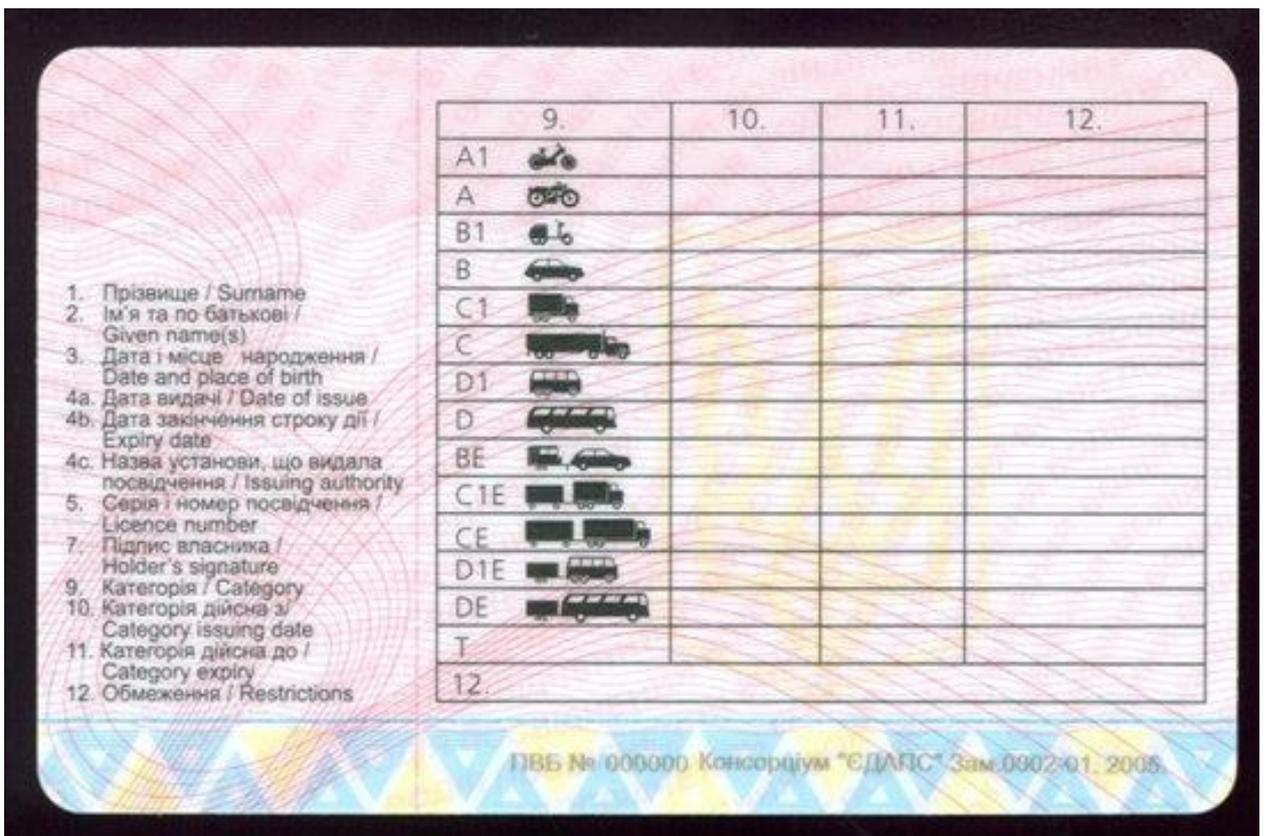 1. Прізвище / Surname
2. Ім'я та по батькові /
Given name(s)
3. Дата і місце народження /
Date and place of birth
4a. Дата видачі / Date of issue
4b. Дата закінчення строку дії /
Expiry date
4c. Назва установи, що видала
посвідчення / Issuing authority
5. Серія і номер посвідчення /
Licence number
7. Підпис власника /
Holder's signature
9. Категорія / Category
10. Категорія дійсна з/
Category issuing date
11. Категорія дійсна до /
Category expiry
12. Обмеження / Restrictions
9. 10. 11. 12.
A1
A
B1
B
C1
C
D1
D
BE
C1E
CE
D1E
DE
T
12.
ПВБ № 000000 Консорціум "ЄДАПС" Зам.0902-01. 2005.